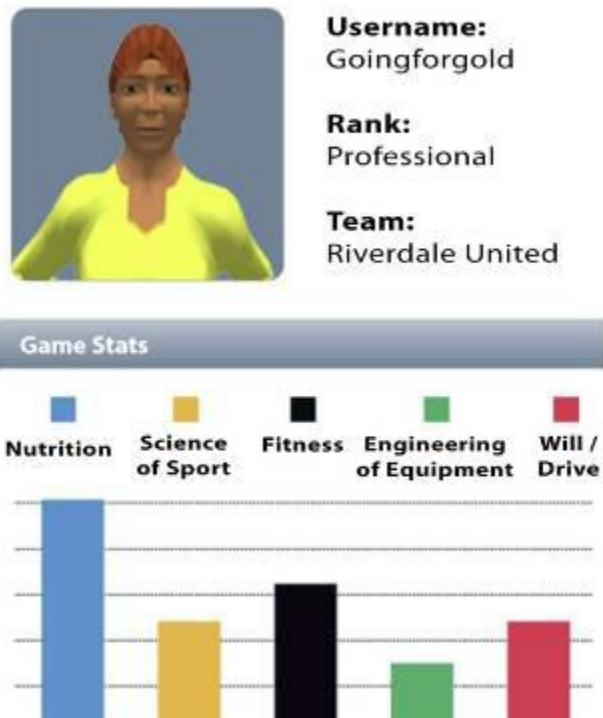 Username:
Goingforgold
Rank:
Professional
Team:
Riverdale United
Game Stats
Nutrition
Science
of Sport
Fitness
Engineering
of Equipment
Will /
Drive